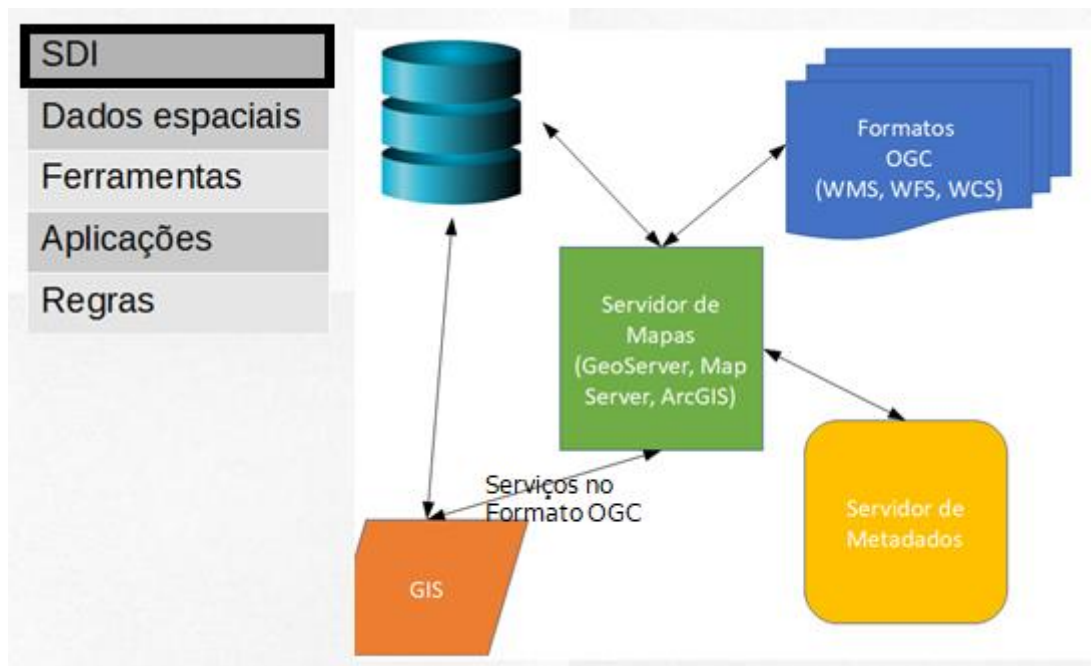 SDI
Dados espaciais
Ferramentas
Aplicações
Regras
Formatos
OGC
(WMS, WFS, WCS)
Servidor de
Mapas
(GeoServer, Map
Server, ArcGIS)
Serviços no
Formato OGC
Servidor de
Metadados
GIS